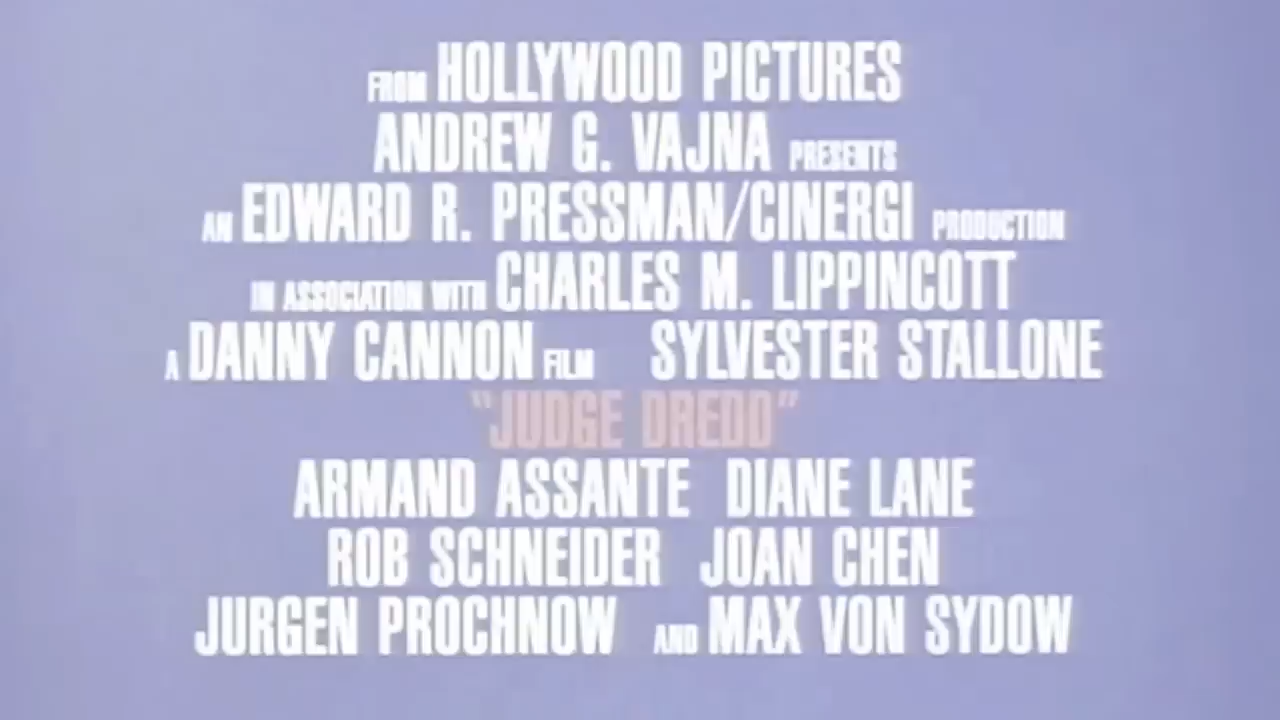 FROM HOLLYWOOD PICTURES
ANDREW G. VAJNA PRESENTS
AN EDWARD R. PRESSMAN/CINERGI PRODUCTION
IN ASSOCIATION WITH CHARLES M. LIPPINCOTT
A DANNY CANNON FILM SYLVESTER STALLONE
"JUDGE DREDD"
ARMAND ASSANTE DIANE LANE
ROB SCHNEIDER JOAN CHEN
JURGEN PROCHNOW AND MAX VON SYDOW